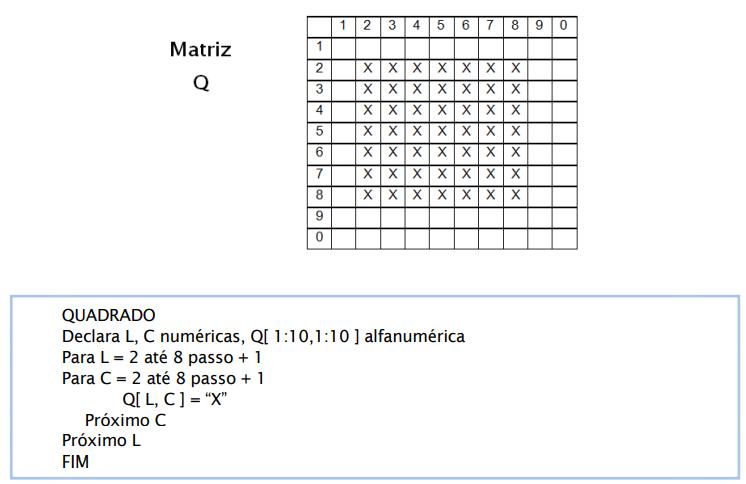 Matriz
Q
1 2 3 4 5 6 7 8 9 0
1
2 X X X X X X X
3 X X X X X X X
4 X X X X X X X
5 X X X X X X X
6 X X X X X X X
7 X X X X X X X
8 X X X X X X X
9
0
QUADRADO
Declara L, C numéricas, Q[ 1:10,1:10 ] alfanumérica
Para L = 2 até 8 passo + 1
Para C = 2 até 8 passo + 1
Q[ L, C ] = “X”
Próximo C
Próximo L
FIM